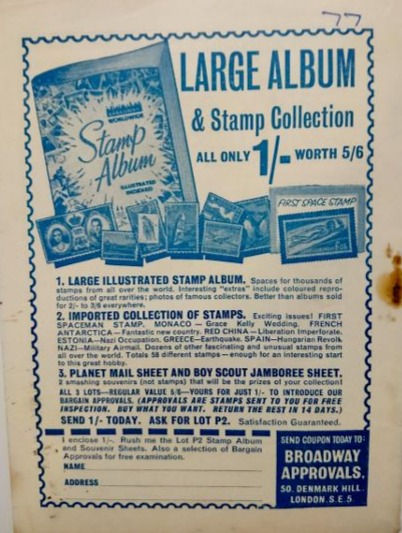 77
LARGE ALBUM
& Stamp Collection
ALL ONLY 1/- WORTH 5/6
WORLDWIDE
Stamp
Album
ILLUSTRATED
FIRST SPACE STAMP
1. LARGE ILLUSTRATED STAMP ALBUM. Spaces for thousands of
stamps from all over the world. Interesting "extras" include coloured repro-
ductions of great rarities; photos of famous collectors. Better than albums sold
for 2/- to 3/6 everywhere.
2. IMPORTED COLLECTION OF STAMPS. Exciting issues! FIRST
SPACEMAN STAMP. MONACO—Grace Kelly Wedding. FRENCH
ANTARCTICA—Fantastic new country. RED CHINA—Liberation Imperforate.
ESTONIA—Nazi Occupation. GREECE—Earthquake. SPAIN—Hungarian Revolt.
NAZI—Military Airmail. Dozens of other fascinating and unusual stamps from
all over the world. Totals 58 different stamps—enough for an interesting start
to this great hobby.
3. PLANET MAIL SHEET AND BOY SCOUT JAMBOREE SHEET.
2 smashing souvenirs (not stamps) that will be the prizes of your collection!
ALL 3 LOTS—REGULAR VALUE 5/6—YOURS FOR JUST 1/- TO INTRODUCE OUR
BARGAIN APPROVALS. (APPROVALS ARE STAMPS SENT TO YOU FOR FREE
INSPECTION. BUY WHAT YOU WANT. RETURN THE REST IN 14 DAYS.)
SEND 1/- TODAY. ASK FOR LOT P2. Satisfaction Guaranteed.
I enclose 1/-. Rush me the Lot P2 Stamp Album
and Souvenir Sheets. Also a selection of Bargain
Approvals for free examination.
NAME
ADDRESS
SEND COUPON TODAY TO:
BROADWAY
APPROVALS.
50. DENMARK HILL.
LONDON. S.E.5